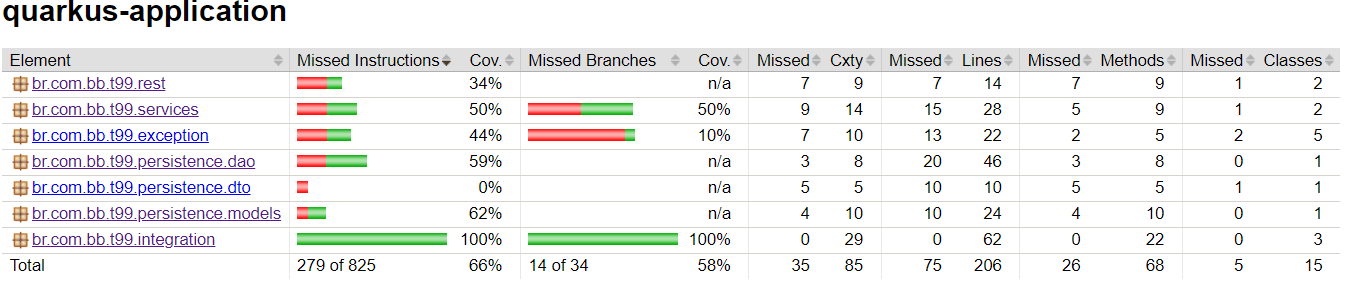 quarkus-application
Element Missed Instructions Cov. Missed Branches Cov. Missed Cxty Missed Lines Missed Methods Missed Classes
br.com.bb.t99.rest 34% n/a 7 9 7 14 7 9 1 2
br.com.bb.t99.services 50% 50% 9 14 15 28 5 9 1 2
br.com.bb.t99.exception 44% 10% 7 10 13 22 2 5 2 5
br.com.bb.t99.persistence.dao 59% n/a 3 8 20 46 3 8 0 1
br.com.bb.t99.persistence.dto 0% n/a 5 5 10 10 5 5 1 1
br.com.bb.t99.persistence.models 62% n/a 4 10 10 24 4 10 0 1
br.com.bb.t99.integration 100% 100% 0 29 0 62 0 22 0 3
Total 279 of 825 66% 14 of 34 58% 35 85 75 206 26 68 5 15